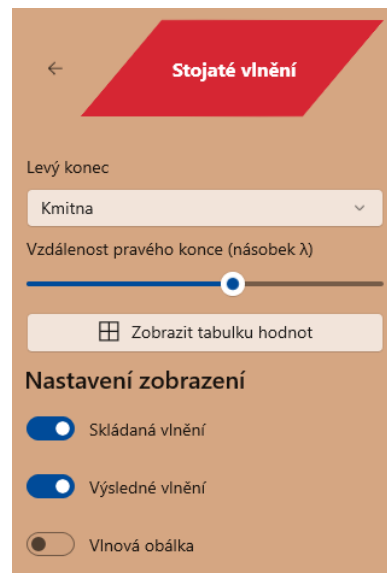 Stojaté vlnění
Levý konec
Kmitna
Vzdálenost pravého konce (násobek λ)
Zobrazit tabulku hodnot
Nastavení zobrazení
Skládaná vlnění
Výsledné vlnění
Vlnová obálka